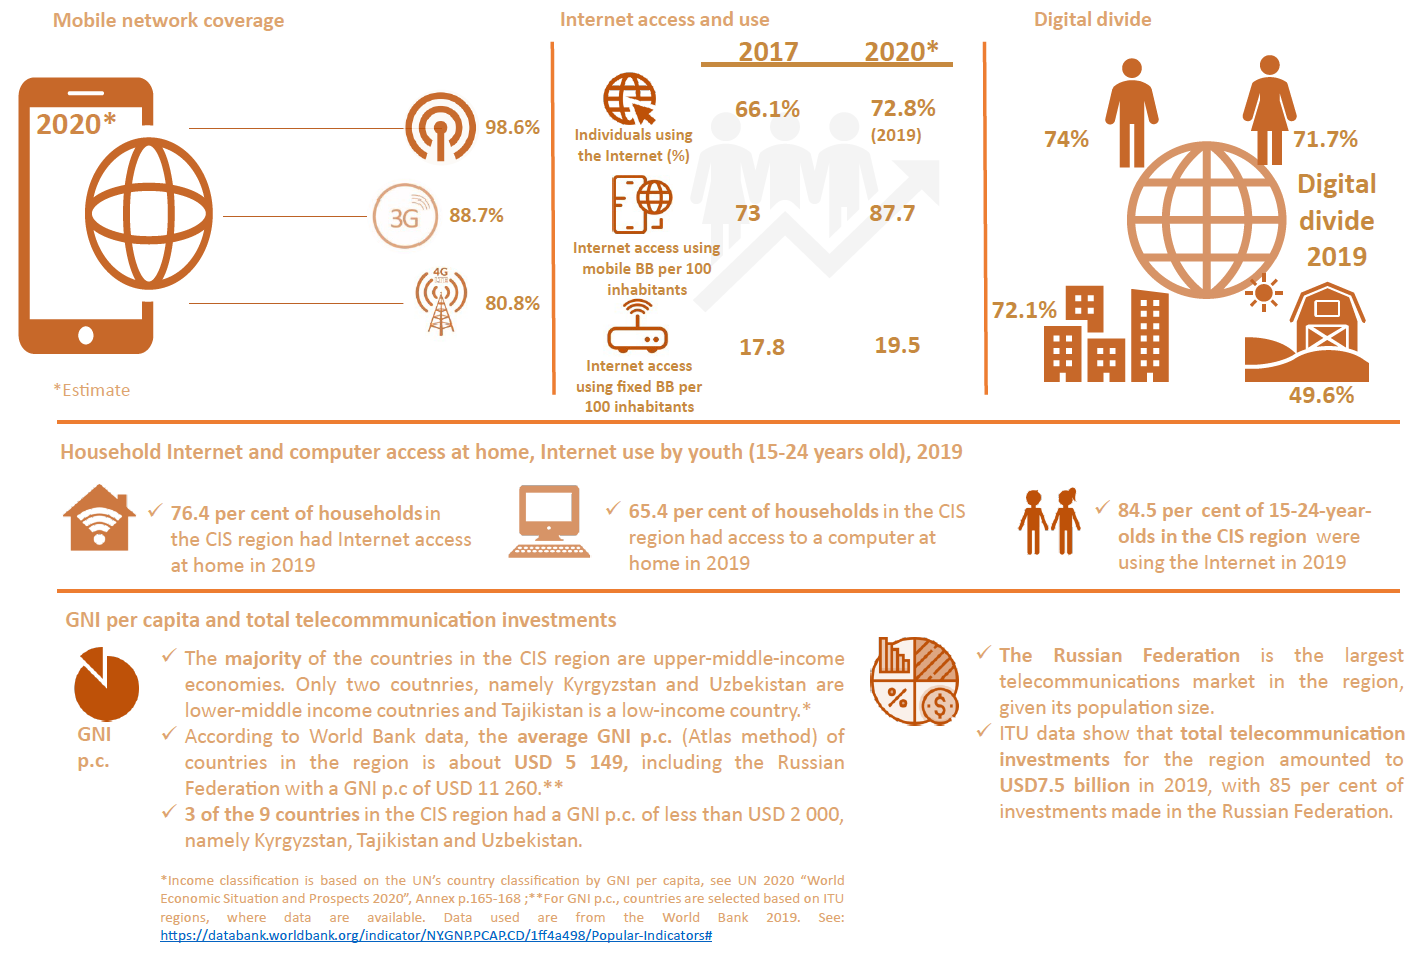 Mobile network coverage
2020*
98.6%
3G
88.7%
4G
LTE
80.8%
*Estimate
Internet access and use
2017
2020*
Individuals using
the Internet (%)
66.1%
72.8%
(2019)
Internet access using
mobile BB per 100
inhabitants
73
87.7
Internet access
using fixed BB per
100 inhabitants
17.8
19.5
Digital divide
74%
71.7%
Digital
divide
2019
72.1%
49.6%
Household Internet and computer access at home, Internet use by youth (15-24 years old), 2019
✓ 76.4 per cent of households in
the CIS region had Internet access
at home in 2019
✓ 65.4 per cent of households in the CIS
region had access to a computer at
home in 2019
✓ 84.5 per cent of 15-24-year-
olds in the CIS region were
using the Internet in 2019
GNI per capita and total telecommmunication investments
GNI
p.c.
✓ The majority of the countries in the CIS region are upper-middle-income
economies. Only two coutnries, namely Kyrgyzstan and Uzbekistan are
lower-middle income coutnries and Tajikistan is a low-income country.*
✓ According to World Bank data, the average GNI p.c. (Atlas method) of
countries in the region is about USD 5 149, including the Russian
Federation with a GNI p.c of USD 11 260.**
✓ 3 of the 9 countries in the CIS region had a GNI p.c. of less than USD 2 000,
namely Kyrgyzstan, Tajikistan and Uzbekistan.
%
$
✓ The Russian Federation is the largest
telecommunications market in the region,
given its population size.
✓ ITU data show that total telecommunication
investments for the region amounted to
USD7.5 billion in 2019, with 85 per cent of
investments made in the Russian Federation.
*Income classification is based on the UN's country classification by GNI per capita, see UN 2020 “World
Economic Situation and Prospects 2020”, Annex p.165-168 ;**For GNI p.c., countries are selected based on ITU
regions, where data are available. Data used are from the World Bank 2019. See:
https://databank.worldbank.org/indicator/NY.GNP.PCAP.CD/1ff4a498/Popular-Indicators#